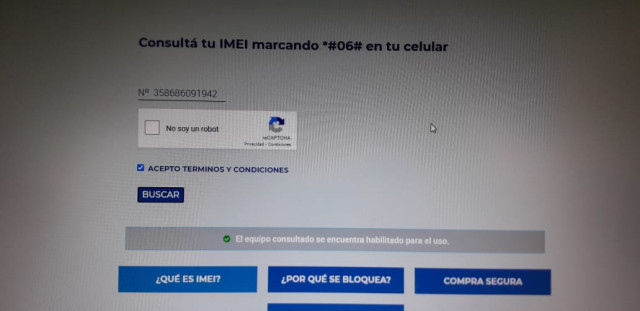 Consultá tu IMEI marcando *#06# en tu celular
Nº 358686091942
No soy un robot
reCAPTCHA
Privacidad - Condiciones
ACEPTO TERMINOS Y CONDICIONES
BUSCAR
El equipo consultado se encuentra habilitado para el uso.
¿QUÉ ES IMEI?
¿POR QUÉ SE BLOQUEA?
COMPRA SEGURA